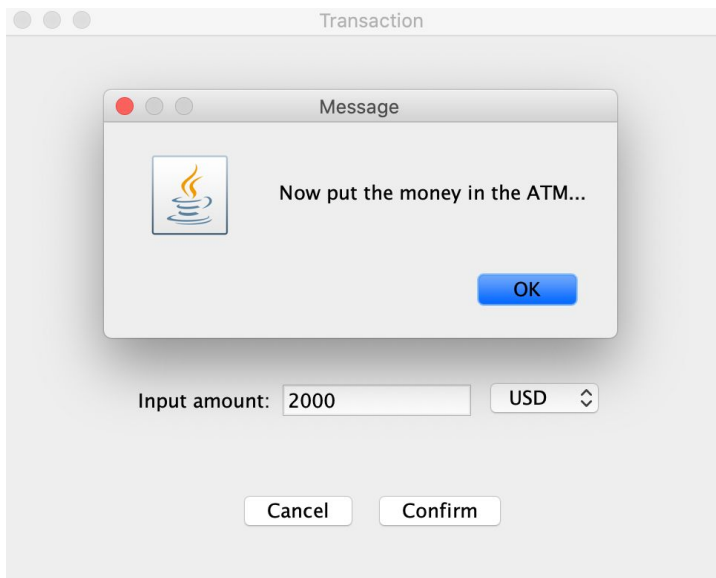 Transaction
Message
Now put the money in the ATM...
OK
Input amount: 2000 USD
Cancel Confirm